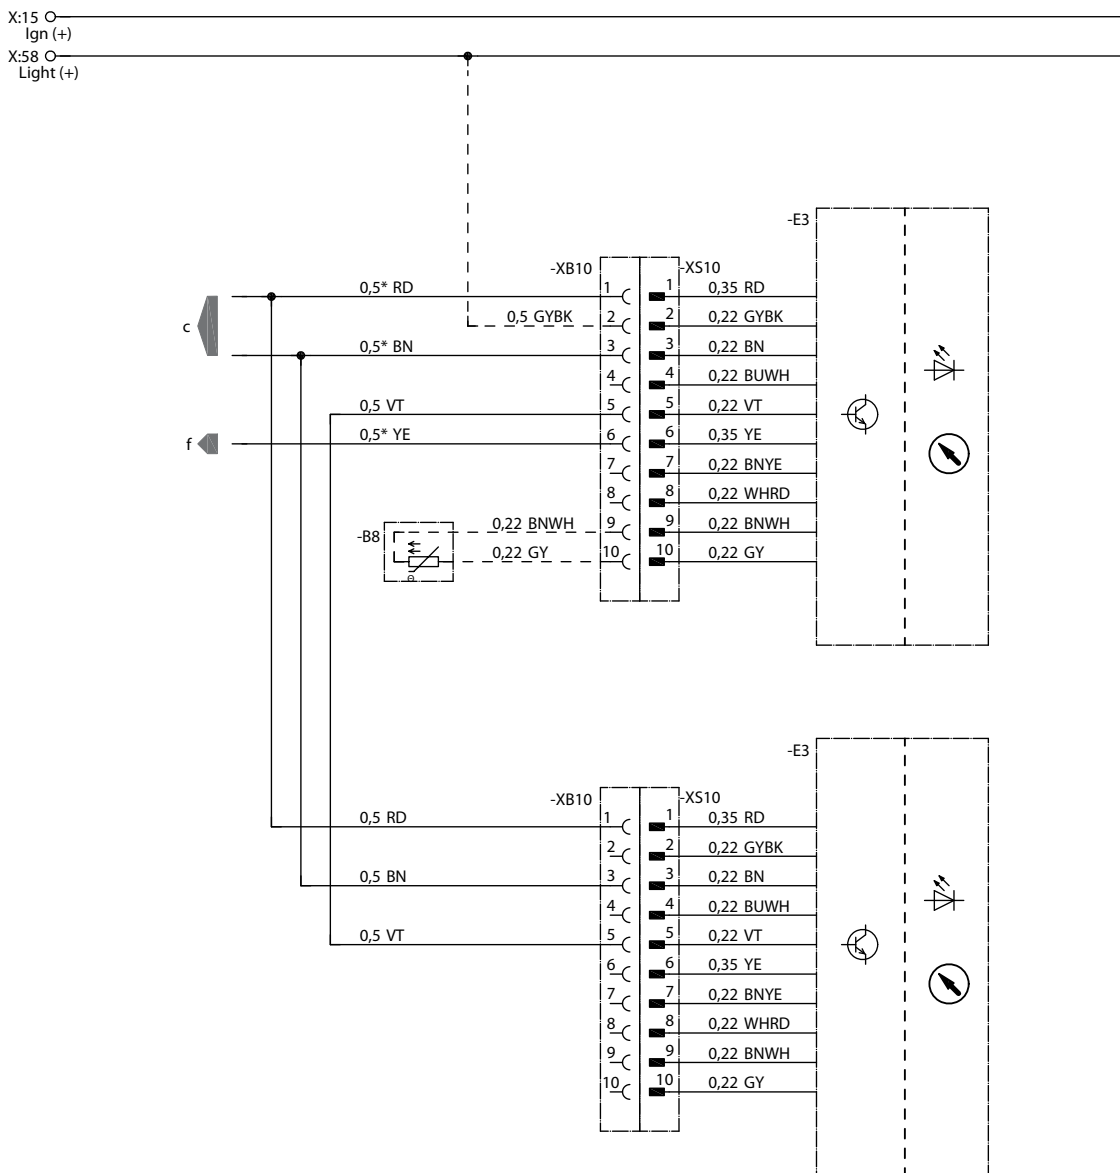 X:15
Ign (+)
X:58
Light (+)
-E3
-XB10 -XS10
0,5* RD 1 1 0,35 RD
c 0,5 GYBK 2 2 0,22 GYBK
0,5* BN 3 3 0,22 BN
4 4 0,22 BUWH
0,5 VT 5 5 0,22 VT
f 0,5* YE 6 6 0,35 YE
7 7 0,22 BNYE
8 8 0,22 WHRD
-B8 0,22 BNWH 9 9 0,22 BNWH
0,22 GY 10 10 0,22 GY
Θ
-E3
-XB10 -XS10
0,5 RD 1 1 0,35 RD
2 2 0,22 GYBK
0,5 BN 3 3 0,22 BN
4 4 0,22 BUWH
0,5 VT 5 5 0,22 VT
6 6 0,35 YE
7 7 0,22 BNYE
8 8 0,22 WHRD
9 9 0,22 BNWH
10 10 0,22 GY